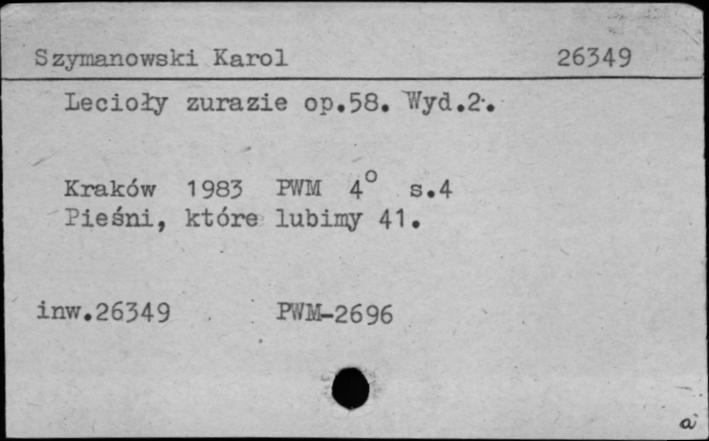 Szymanowski Karol 26349
Lecioły zurazie op.58. Wyd.2.
Kraków 1983 PWM 4° s.4
Pieśni, które lubimy 41.
inw.26349 PWM-2696
a